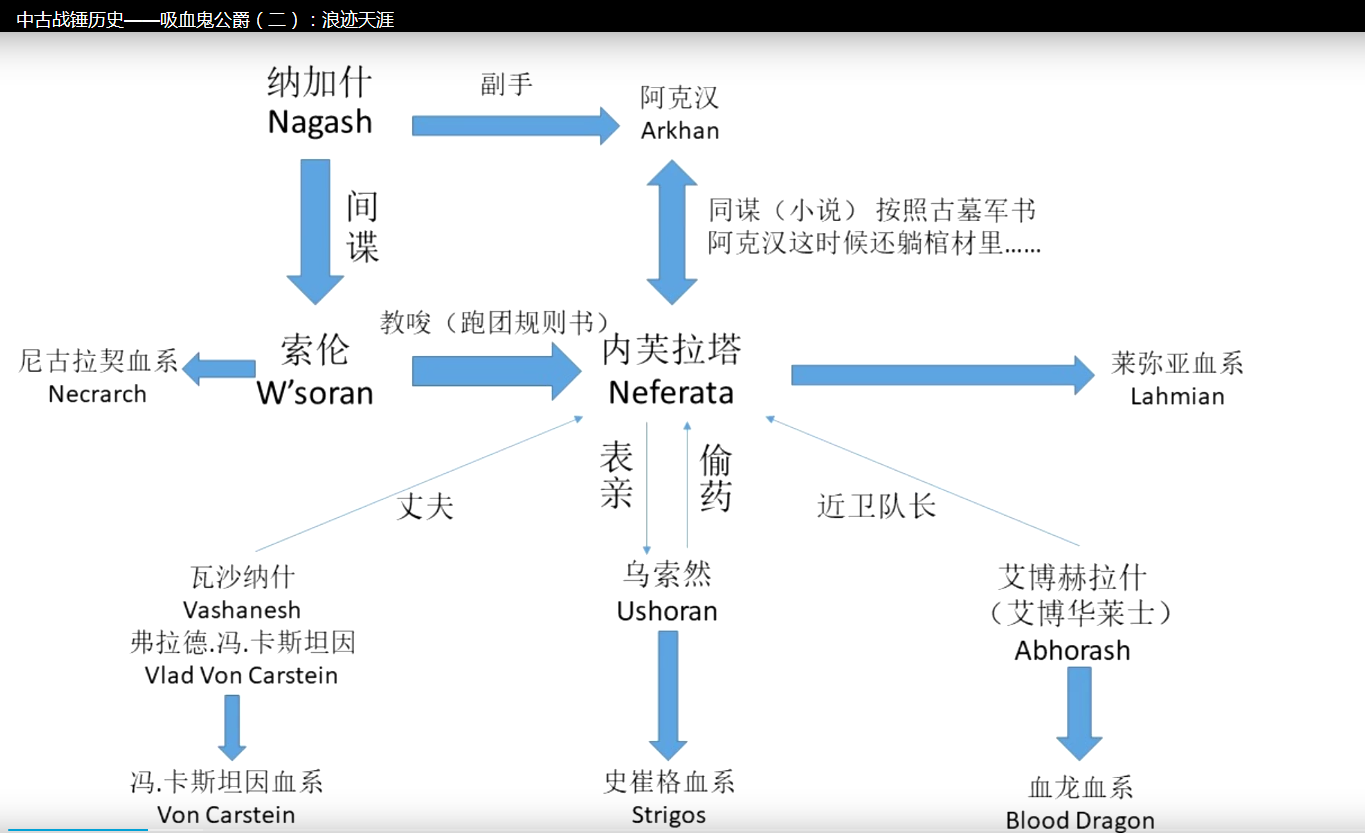 中古战锤历史——吸血鬼公爵（二）：浪迹天涯
纳加什
Nagash
副手
阿克汉
Arkhan
间
谍
同谋（小说） 按照古墓军书
阿克汉这时候还躺棺材里……
教唆（跑团规则书）
尼古拉契血系
Necrarch
索伦
W’soran
内芙拉塔
Neferata
莱弥亚血系
Lahmian
丈夫
表
亲
偷
药
近卫队长
瓦沙纳什
Vashanesh
弗拉德.冯.卡斯坦因
Vlad Von Carstein
乌索然
Ushoran
艾博赫拉什
（艾博华莱士）
Abhorash
冯.卡斯坦因血系
Von Carstein
史崔格血系
Strigos
血龙血系
Blood Dragon